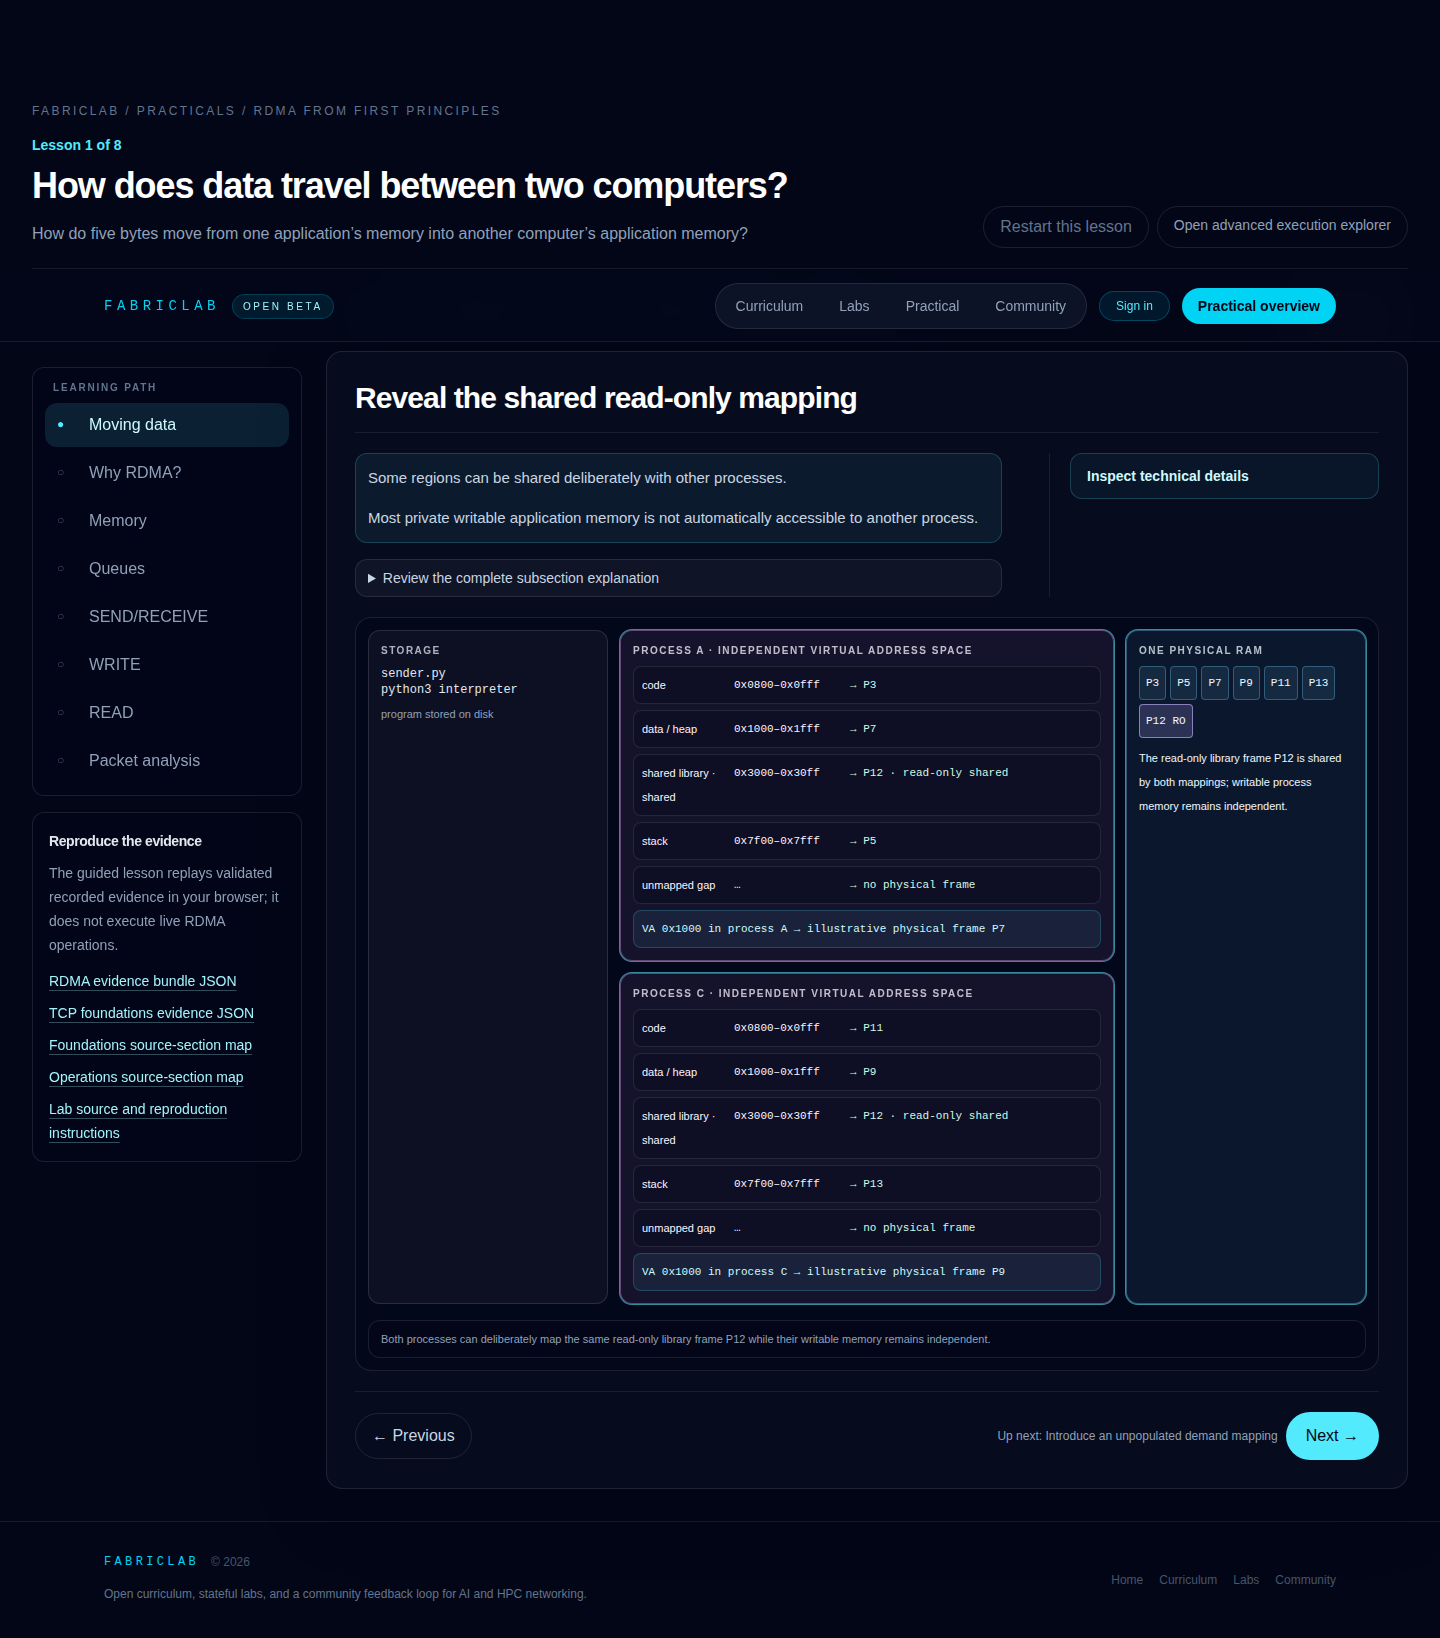 FABRICLAB / PRACTICALS / RDMA FROM FIRST PRINCIPLES
Lesson 1 of 8
How does data travel between two computers?
How do five bytes move from one application’s memory into another computer’s application memory?
Restart this lesson
Open advanced execution explorer
FABRICLAB
OPEN BETA
Curriculum
Labs
Practical
Community
Sign in
Practical overview
LEARNING PATH
Moving data
Why RDMA?
Memory
Queues
SEND/RECEIVE
WRITE
READ
Packet analysis
Reproduce the evidence
The guided lesson replays validated
recorded evidence in your browser; it
does not execute live RDMA
operations.
RDMA evidence bundle JSON
TCP foundations evidence JSON
Foundations source-section map
Operations source-section map
Lab source and reproduction
instructions
Reveal the shared read-only mapping
Some regions can be shared deliberately with other processes.
Most private writable application memory is not automatically accessible to another process.
Inspect technical details
▶ Review the complete subsection explanation
STORAGE
sender.py
python3 interpreter
program stored on disk
PROCESS A · INDEPENDENT VIRTUAL ADDRESS SPACE
code 0x0800–0x0fff → P3
data / heap 0x1000–0x1fff → P7
shared library · 0x3000–0x30ff → P12 · read-only shared
shared
stack 0x7f00–0x7fff → P5
unmapped gap … → no physical frame
VA 0x1000 in process A → illustrative physical frame P7
PROCESS C · INDEPENDENT VIRTUAL ADDRESS SPACE
code 0x0800–0x0fff → P11
data / heap 0x1000–0x1fff → P9
shared library · 0x3000–0x30ff → P12 · read-only shared
shared
stack 0x7f00–0x7fff → P13
unmapped gap … → no physical frame
VA 0x1000 in process C → illustrative physical frame P9
ONE PHYSICAL RAM
P3 P5 P7 P9 P11 P13
P12 RO
The read-only library frame P12 is shared
by both mappings; writable process
memory remains independent.
Both processes can deliberately map the same read-only library frame P12 while their writable memory remains independent.
← Previous
Up next: Introduce an unpopulated demand mapping
Next →
FABRICLAB © 2026
Open curriculum, stateful labs, and a community feedback loop for AI and HPC networking.
Home
Curriculum
Labs
Community